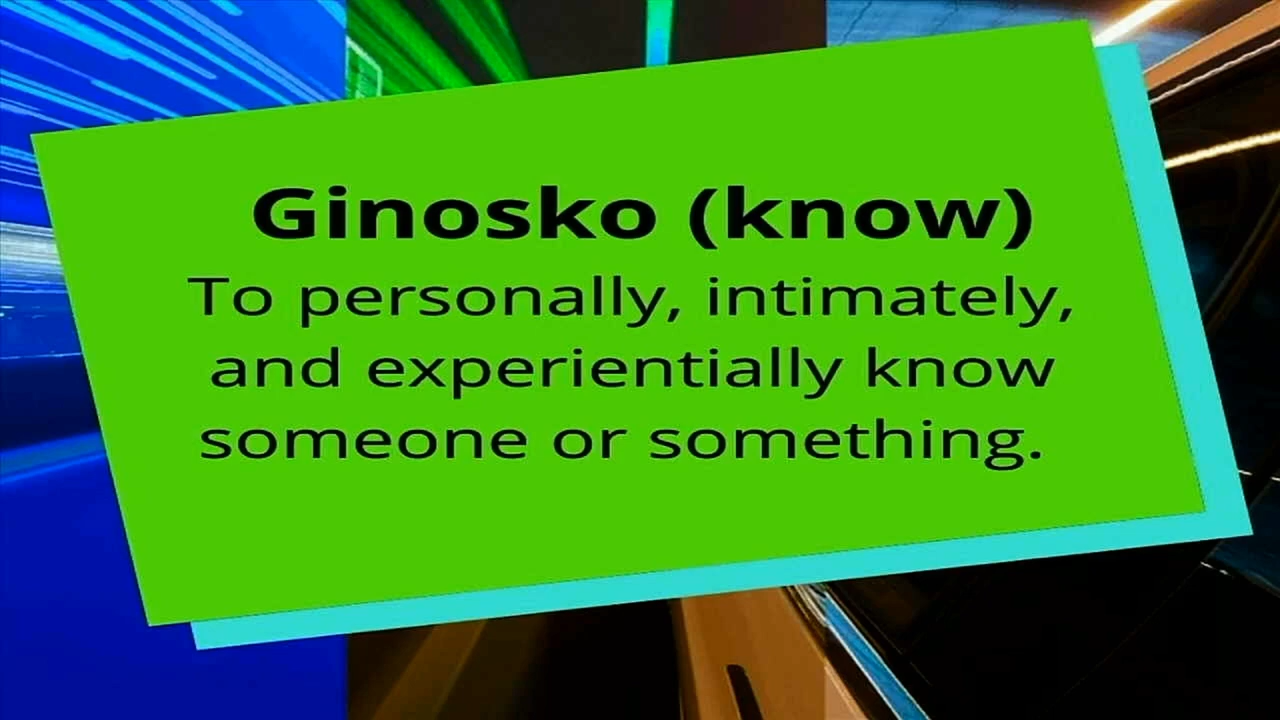 Ginosko (know)
To personally, intimately,
and experientially know
someone or something.